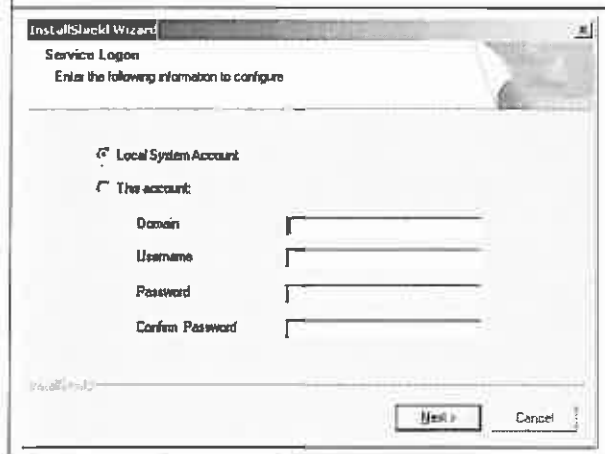 InstallShield Wizard
Service Logon
Enter the following information to configure
Local System Account
This account:
Domain
Username
Password
Confirm Password
InstallShield
Next >
Cancel